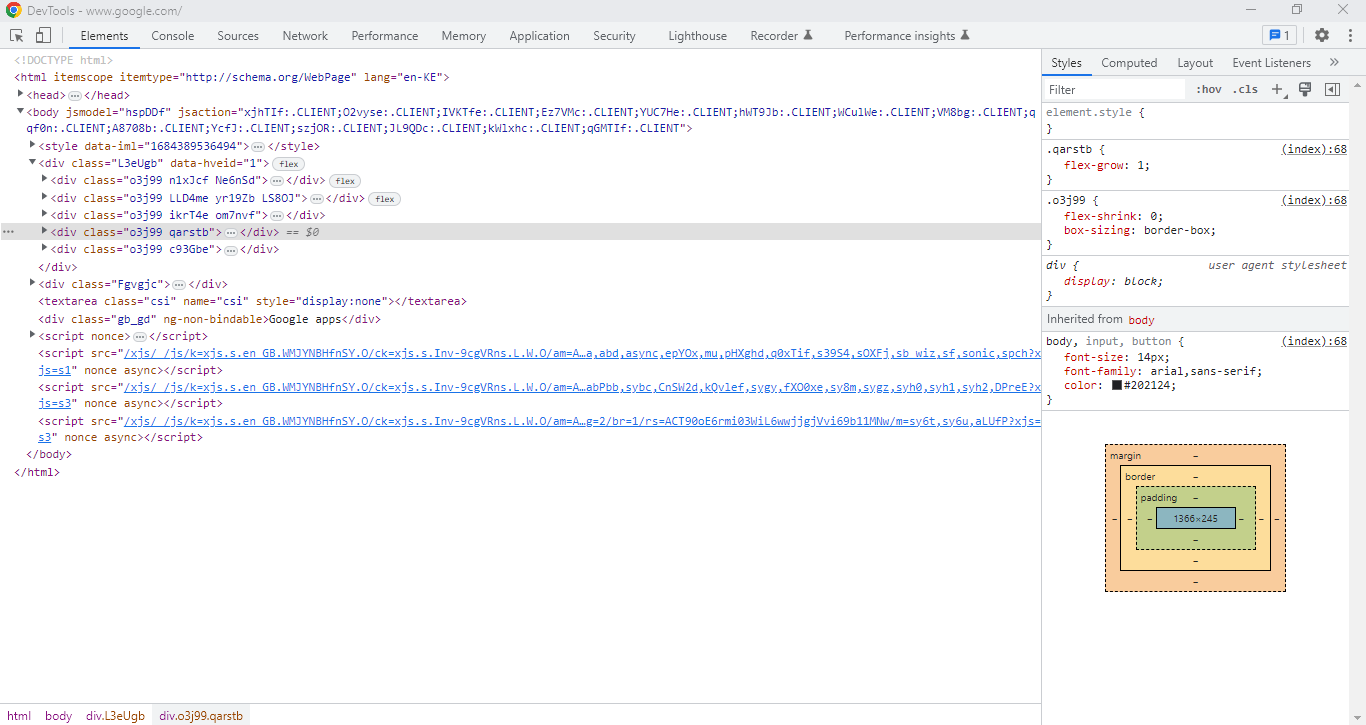 DevTools - www.google.com/
Elements Console Sources Network Performance Memory Application Security Lighthouse Recorder Performance insights 1
<!DOCTYPE html>
<html itemscope itemtype="http://schema.org/WebPage" lang="en-KE">
<head>…</head>
<body jsmodel="hspDDf" jsaction="xjhTIf:.CLIENT;O2vyse:.CLIENT;IVKTfe:.CLIENT;Ez7VMc:.CLIENT;YUC7He:.CLIENT;hWT9Jb:.CLIENT;WCulWe:.CLIENT;VM8bg:.CLIENT;q
qf0n:.CLIENT;A8708b:.CLIENT;YcfJ:.CLIENT;szjOR:.CLIENT;JL9QDc:.CLIENT;kWlxhc:.CLIENT;qGMTIf:.CLIENT">
<style data-iml="1684389536494">…</style>
<div class="L3eUgb" data-hveid="1"> flex
<div class="o3j99 n1xJcf Ne6nSd">…</div> flex
<div class="o3j99 LLD4me yr19Zb LS8OJ">…</div> flex
<div class="o3j99 ikrT4e om7nvf">…</div>
<div class="o3j99 qarstb">…</div> == $0
<div class="o3j99 c93Gbe">…</div>
</div>
<div class="Fgvgjc">…</div>
<textarea class="csi" name="csi" style="display:none"></textarea>
<div class="gb_gd" ng-non-bindable>Google apps</div>
<script nonce>…</script>
<script src="/xjs/_/js/k=xjs.s.en_GB.WMJYNBHfnSY.O/ck=xjs.s.Inv-9cgVRns.L.W.O/am=A…a,abd,async,epYOx,mu,pHXghd,q0xTif,s39S4,sOXFj,sb_wiz,sf,sonic,spch?x
js=s1" nonce async></script>
<script src="/xjs/_/js/k=xjs.s.en_GB.WMJYNBHfnSY.O/ck=xjs.s.Inv-9cgVRns.L.W.O/am=A…abPbb,sybc,CnSW2d,kQvlef,sygy,fXO0xe,sy8m,sygz,syh0,syh1,syh2,DPreE?x
js=s3" nonce async></script>
<script src="/xjs/_/js/k=xjs.s.en_GB.WMJYNBHfnSY.O/ck=xjs.s.Inv-9cgVRns.L.W.O/am=A…g=2/br=1/rs=ACT90oE6rmi03WiL6wwjjgjVvi69b11MNw/m=sy6t,sy6u,aLUfP?xjs=
s3" nonce async></script>
</body>
</html>
html body div.L3eUgb div.o3j99.qarstb
Styles Computed Layout Event Listeners »
Filter :hov .cls +
element.style {
}
.qarstb { (index):68
flex-grow: 1;
}
.o3j99 { (index):68
flex-shrink: 0;
box-sizing: border-box;
}
div { user agent stylesheet
display: block;
}
Inherited from body
body, input, button { (index):68
font-size: 14px;
font-family: arial,sans-serif;
color: #202124;
}
margin –
border –
padding –
– – – 1366×245 – – –
–
–
–